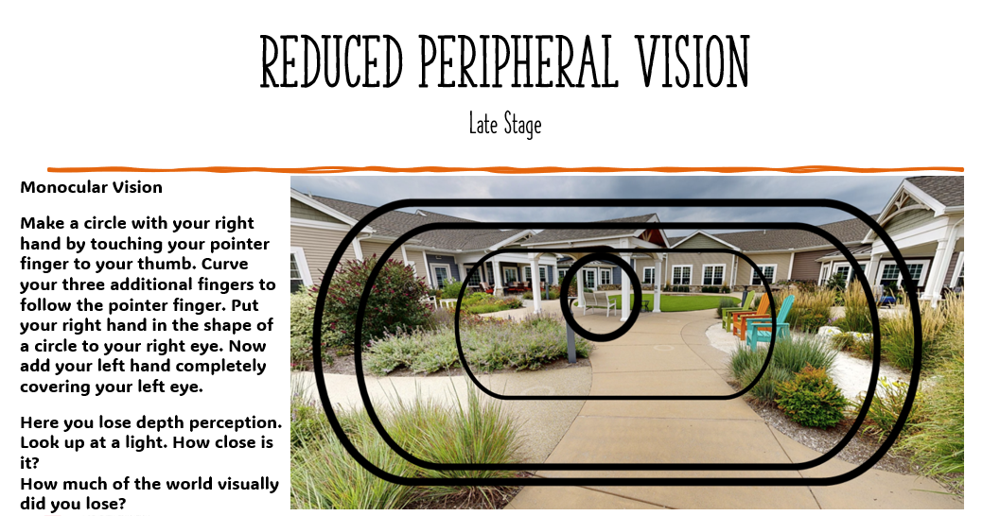 REDUCED PERIPHERAL VISION
Late Stage
Monocular Vision
Make a circle with your right
hand by touching your pointer
finger to your thumb. Curve
your three additional fingers to
follow the pointer finger. Put
your right hand in the shape of
a circle to your right eye. Now
add your left hand completely
covering your left eye.
Here you lose depth perception.
Look up at a light. How close is
it?
How much of the world visually
did you lose?